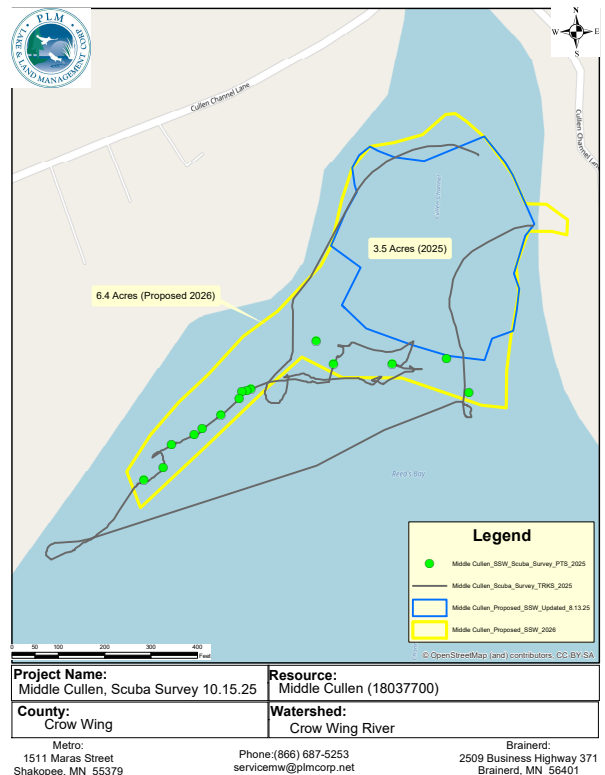 PLM
LAKE & LAND MANAGEMENT CORP
N
W E
S
Cullen Channel Lane
Cullen Channel Lane
Cullen Channel
3.5 Acres (2025)
6.4 Acres (Proposed 2026)
Reed's Bay
Legend
Middle Cullen_SSW_Scuba_Survey_PTS_2025
Middle Cullen_Scuba_Survey_TRKS_2025
Middle Cullen_Proposed_SSW_Updated_8.13.25
Middle Cullen_Proposed_SSW_2026
0 50 100 200 300 400
Feet
© OpenStreetMap (and) contributors, CC-BY-SA
Project Name:
Middle Cullen, Scuba Survey 10.15.25
Resource:
Middle Cullen (18037700)
County:
Crow Wing
Watershed:
Crow Wing River
Metro:
1511 Maras Street
Shakopee, MN 55379
Phone:(866) 687-5253
servicemw@plmcorp.net
Brainerd:
2509 Business Highway 371
Brainerd, MN 56401